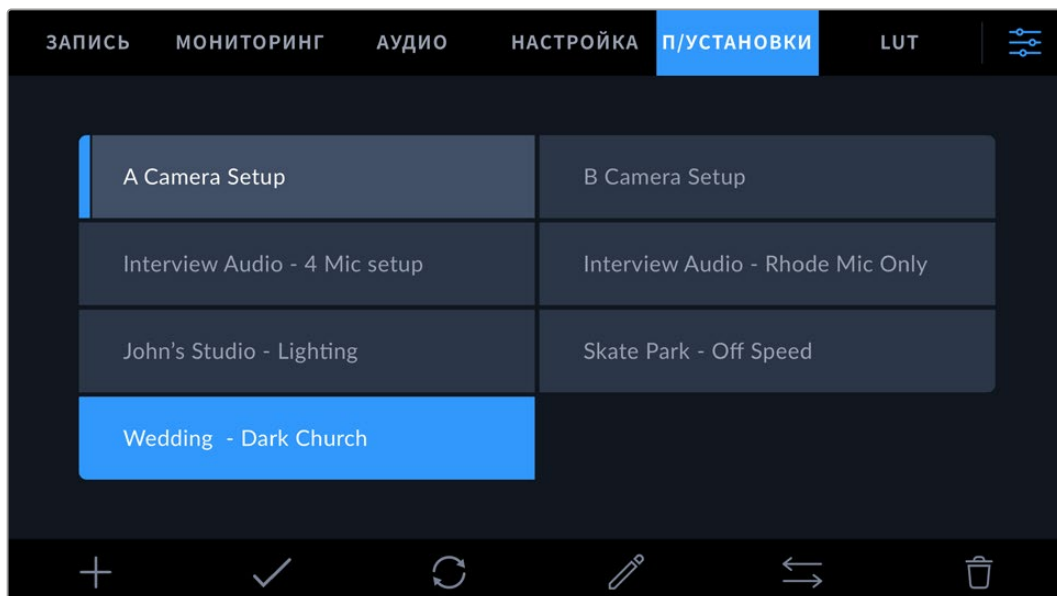 ЗАПИСЬ МОНИТОРИНГ АУДИО НАСТРОЙКА П/УСТАНОВКИ LUT
A Camera Setup B Camera Setup
Interview Audio - 4 Mic setup Interview Audio - Rhode Mic Only
John’s Studio - Lighting Skate Park - Off Speed
Wedding - Dark Church